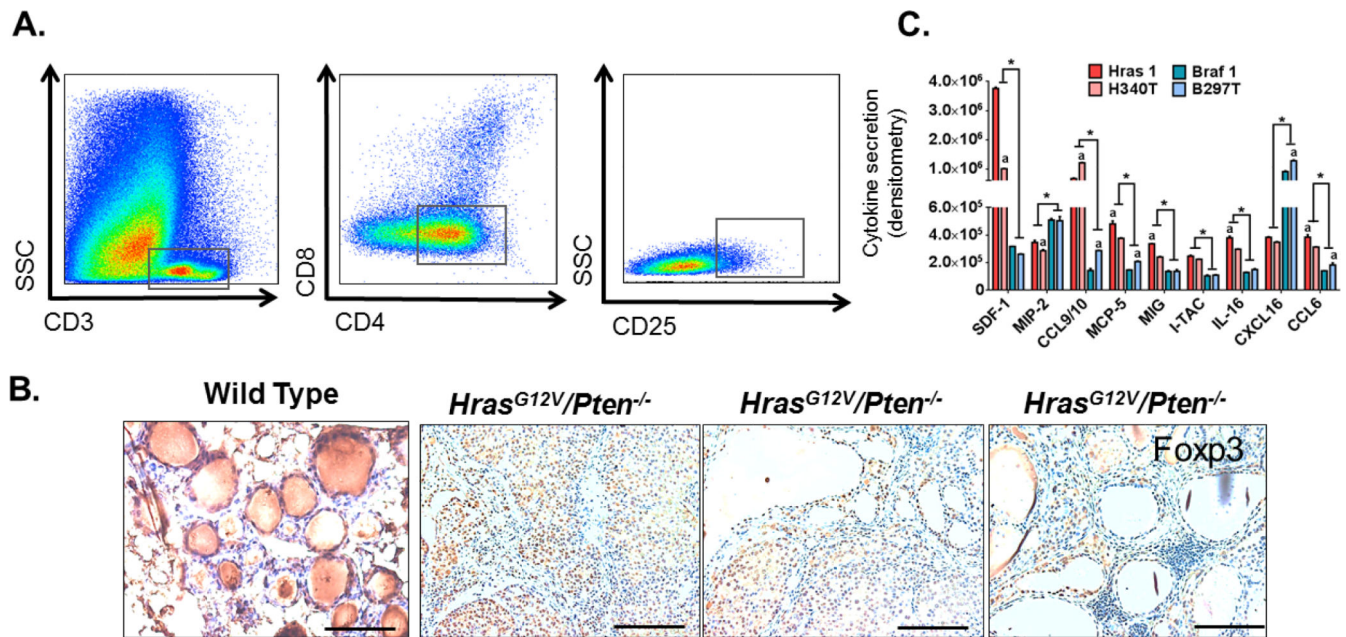 A.
SSC
CD3
CD8
CD4
SSC
CD25
C.
Cytokine secretion
(densitometry)
Hras 1
H340T
Braf 1
B297T
4.0×10⁶
3.0×10⁶
2.0×10⁶
1.0×10⁶
6.0×10⁵
4.0×10⁵
2.0×10⁵
0
*
a
a
*
a
*
a
a
*
a
*
a
*
a
*
a
*
a
*
a
a
SDF-1
MIP-2
CCL9/10
MCP-5
MIG
I-TAC
IL-16
CXCL16
CCL6
B.
Wild Type
Hras^G12V/Pten^-/-
Hras^G12V/Pten^-/-
Hras^G12V/Pten^-/-
Foxp3